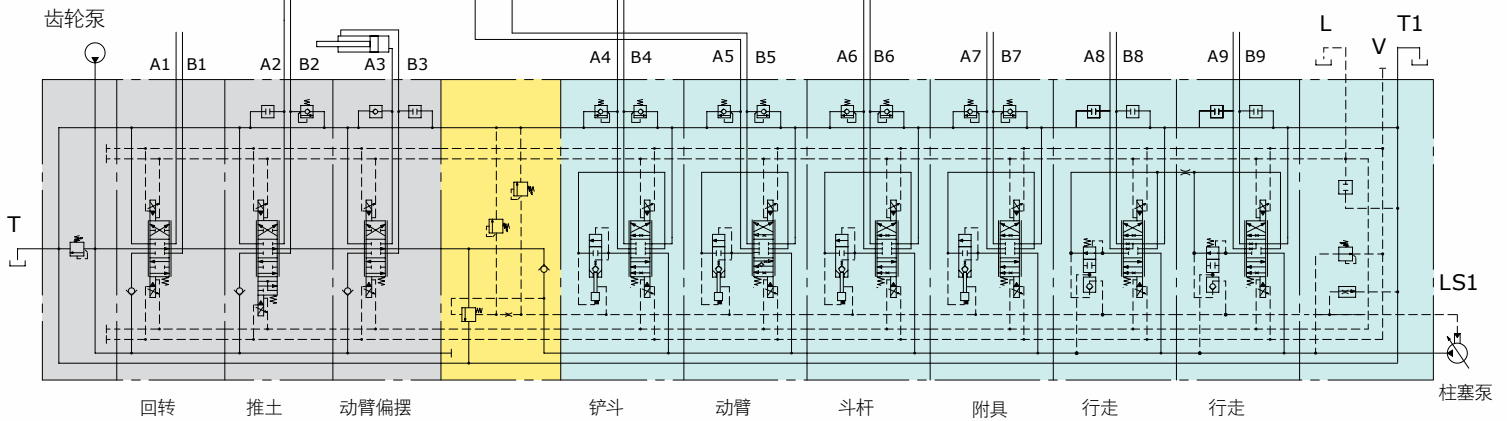 齿轮泵
L
T1
V
A1 B1
A2 B2
A3 B3
A4 B4
A5 B5
A6 B6
A7 B7
A8 B8
A9 B9
T
LS1
柱塞泵
回转
推土
动臂偏摆
铲斗
动臂
斗杆
附具
行走
行走